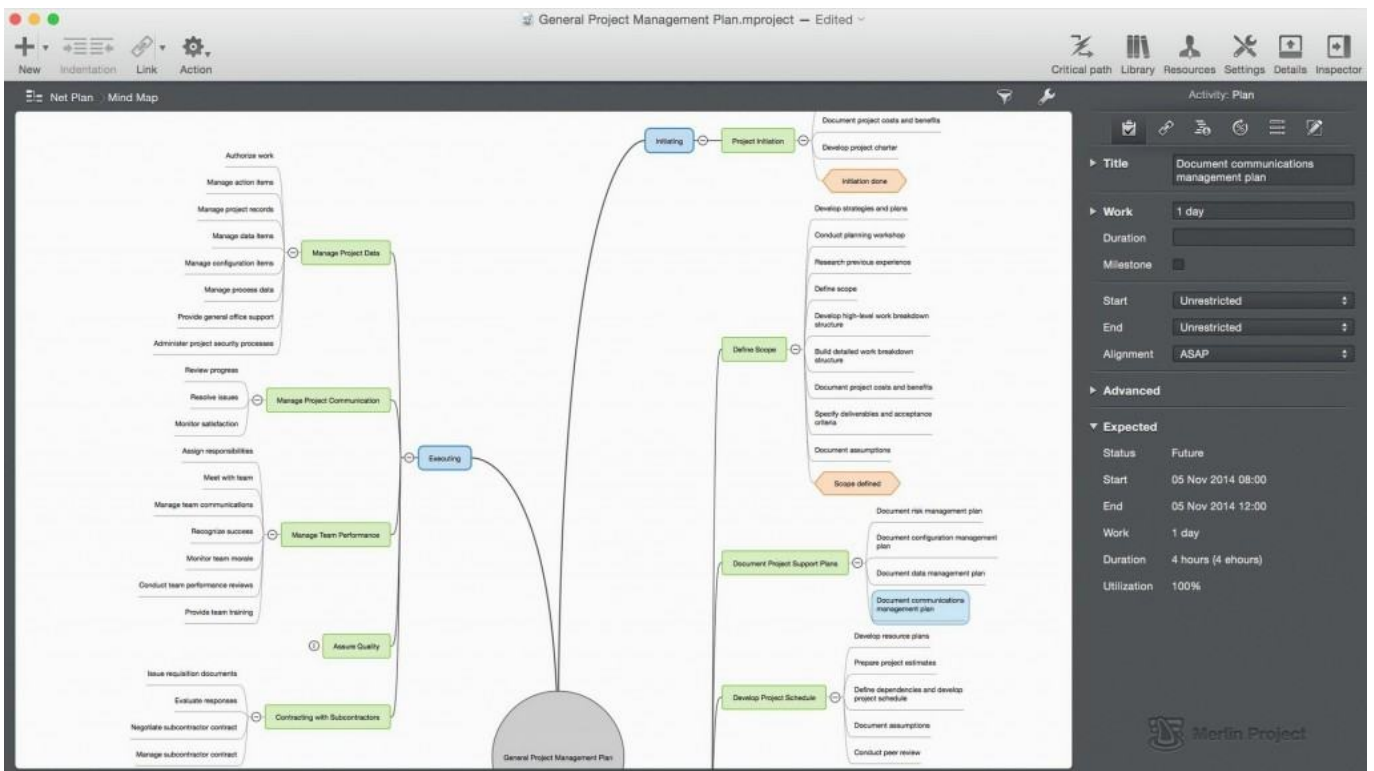 General Project Management Plan.mproject — Edited
New
Indentation
Link
Action
Critical path
Library
Resources
Settings
Details
Inspector
Net Plan
Mind Map
Authorize work
Manage action items
Manage project records
Manage data items
Manage configuration items
Manage process data
Provide general office support
Administer project security processes
Manage Project Data
Review progress
Resolve issues
Monitor satisfaction
Manage Project Communication
Assign responsibilities
Meet with team
Manage team communications
Recognize success
Monitor team morale
Conduct team performance reviews
Provide team training
Manage Team Performance
Assure Quality
Issue requisition documents
Evaluate responses
Negotiate subcontractor contract
Manage subcontractor contract
Contracting with Subcontractors
Executing
General Project Management Plan
Initiating
Project Initiation
Document project costs and benefits
Develop project charter
Initiation done
Define Scope
Develop strategies and plans
Conduct planning workshop
Research previous experience
Define scope
Develop high-level work breakdown
structure
Build detailed work breakdown
structure
Document project costs and benefits
Specify deliverables and acceptance
criteria
Document assumptions
Scope defined
Document Project Support Plans
Document risk management plan
Document configuration management
plan
Document data management plan
Document communications
management plan
Develop Project Schedule
Develop resource plans
Prepare project estimates
Define dependencies and develop
project schedule
Document assumptions
Conduct peer review
Activity: Plan
Title
Document communications
management plan
Work 1 day
Duration
Milestone
Start Unrestricted
End Unrestricted
Alignment ASAP
Advanced
Expected
Status Future
Start 05 Nov 2014 08:00
End 05 Nov 2014 12:00
Work 1 day
Duration 4 hours (4 ehours)
Utilization 100%
Merlin Project